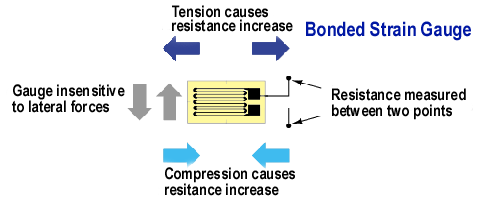 Tension causes
resistance increase
Bonded Strain Gauge
Gauge insensitive
to lateral forces
Resistance measured
between two points
Compression causes
resitance increase